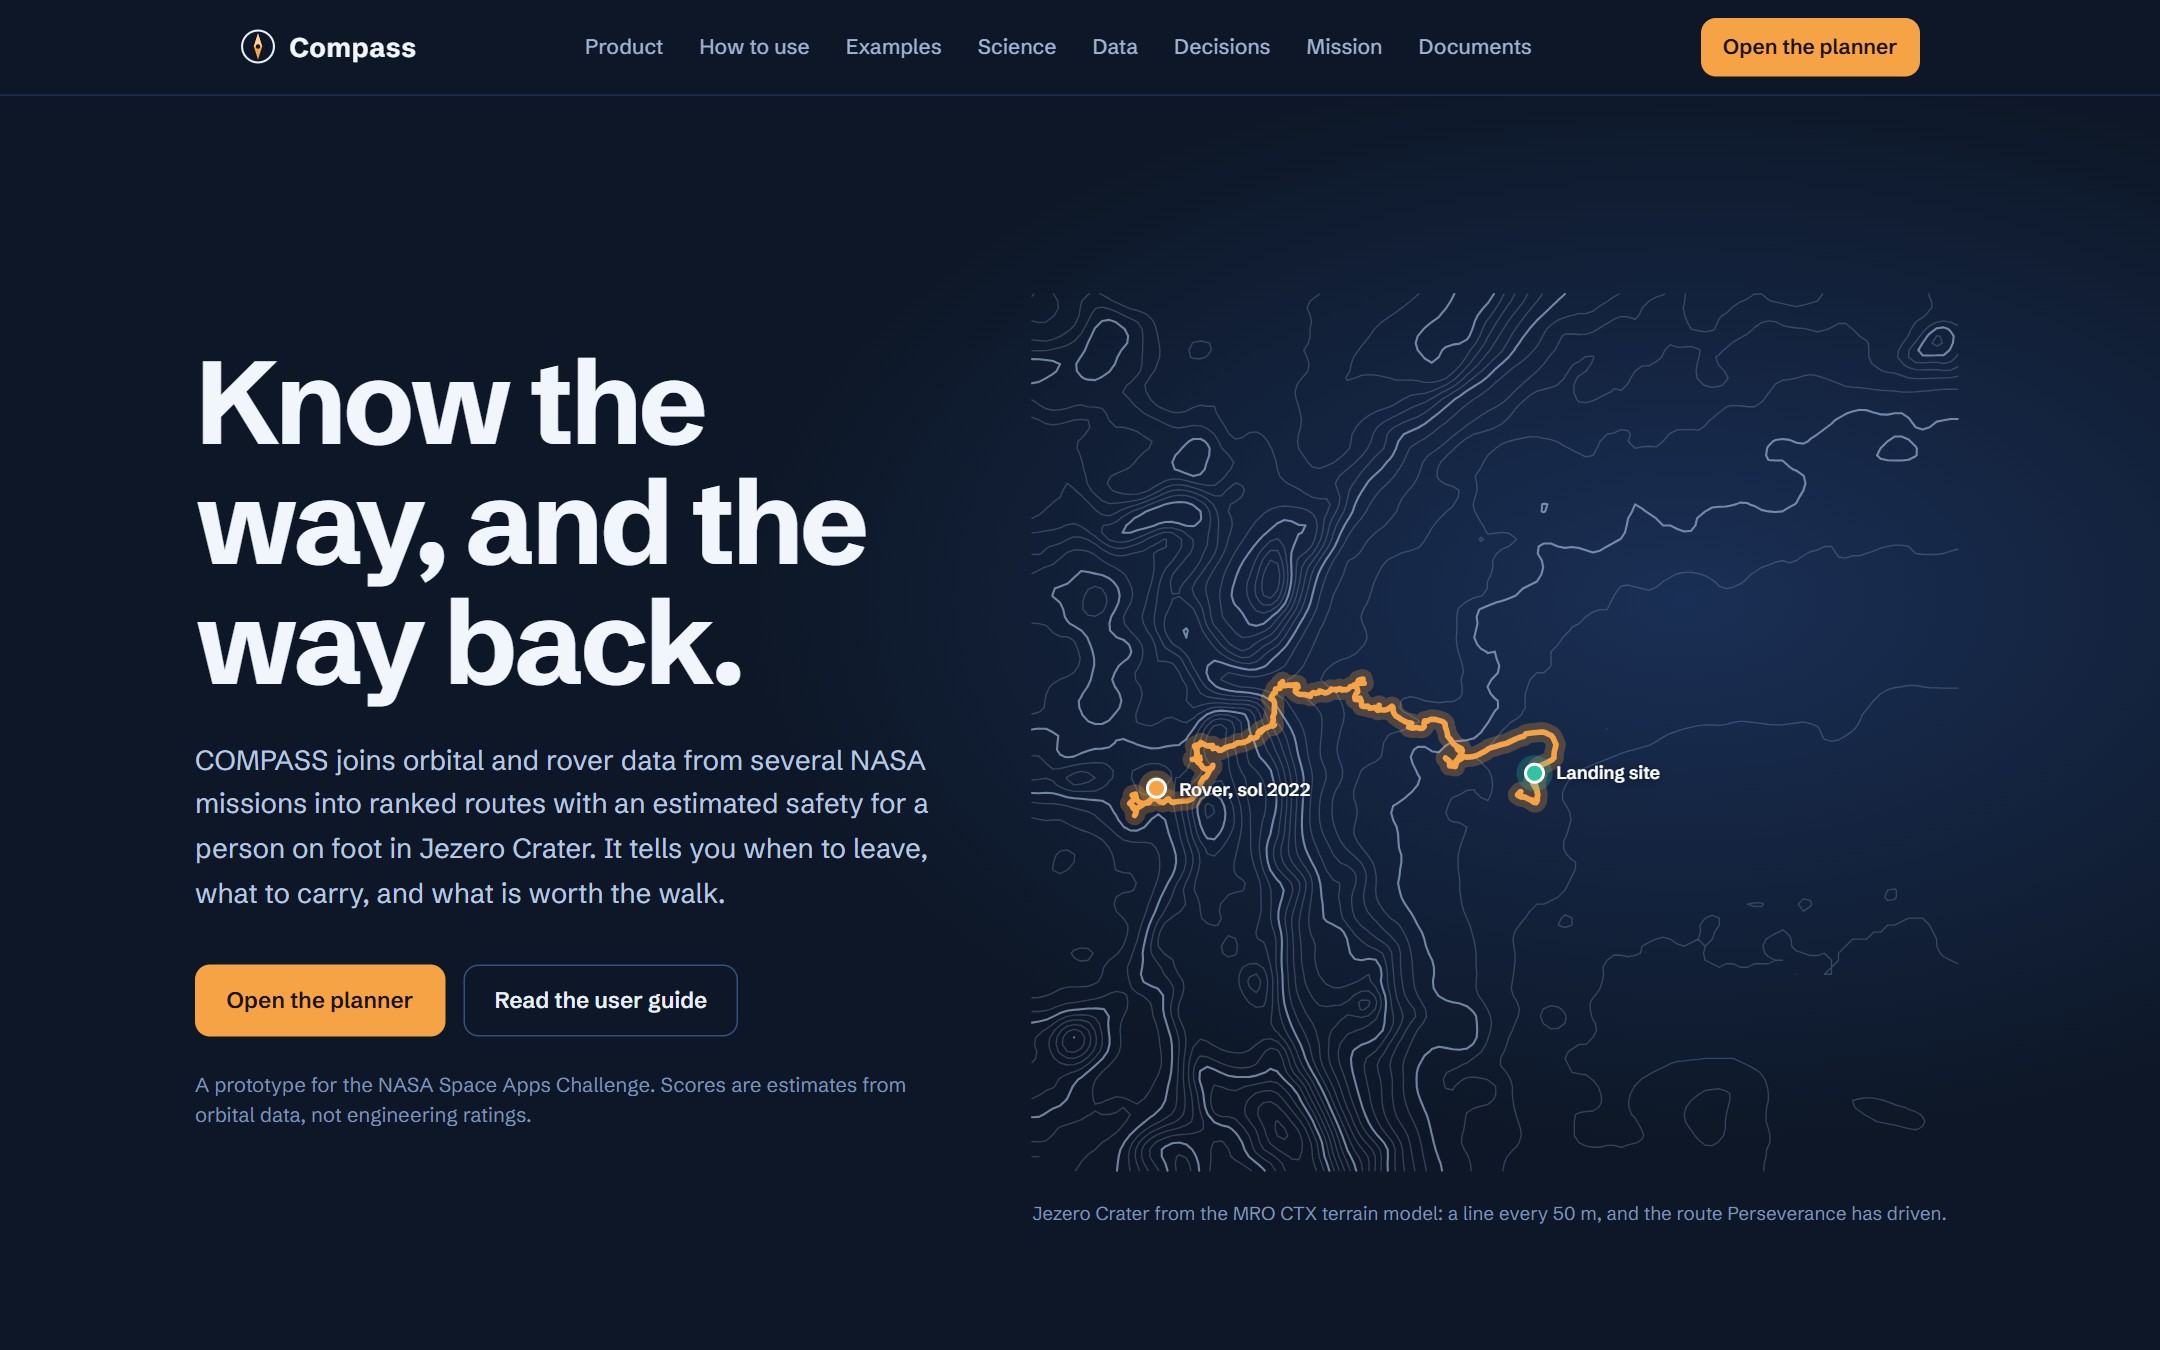 Compass
Product
How to use
Examples
Science
Data
Decisions
Mission
Documents
Open the planner
Know the
way, and the
way back.
COMPASS joins orbital and rover data from several NASA
missions into ranked routes with an estimated safety for a
person on foot in Jezero Crater. It tells you when to leave,
what to carry, and what is worth the walk.
Open the planner
Read the user guide
A prototype for the NASA Space Apps Challenge. Scores are estimates from
orbital data, not engineering ratings.
Landing site
Rover, sol 2022
Jezero Crater from the MRO CTX terrain model: a line every 50 m, and the route Perseverance has driven.